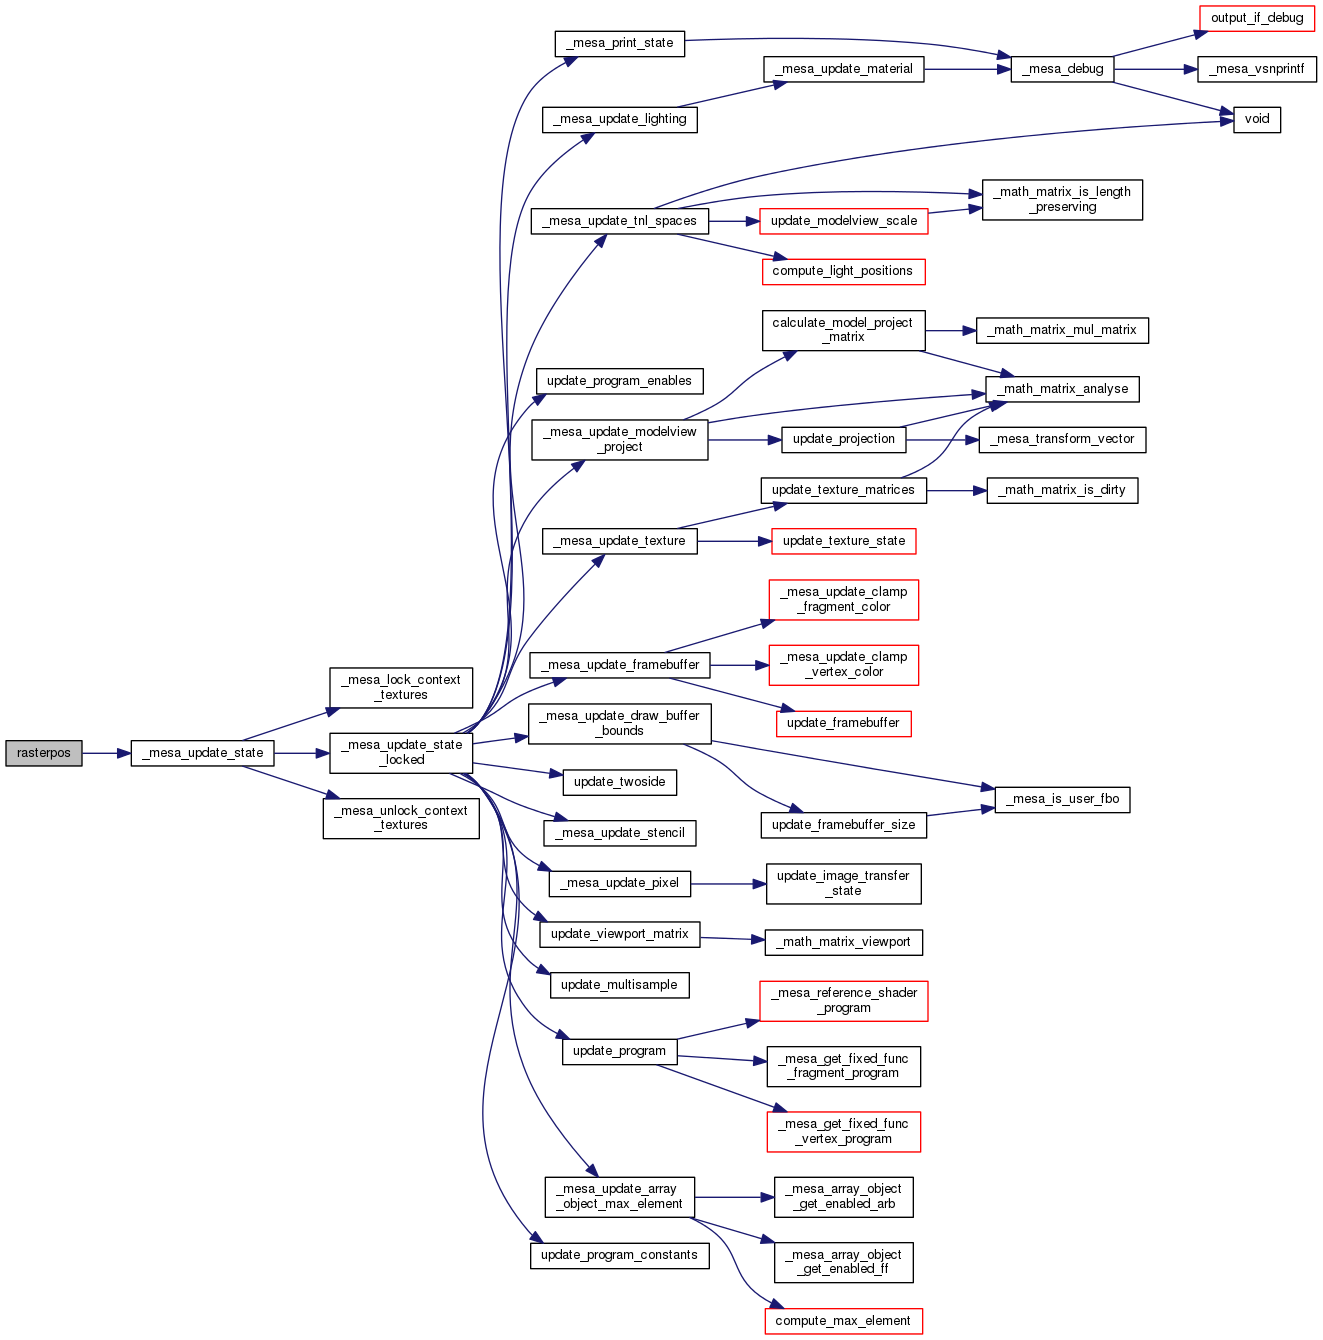 output_if_debug
_mesa_print_state
_mesa_update_material
_mesa_debug
_mesa_vsnprintf
_mesa_update_lighting
void
_math_matrix_is_length
_preserving
_mesa_update_tnl_spaces
update_modelview_scale
compute_light_positions
calculate_model_project
_matrix
_math_matrix_mul_matrix
update_program_enables
_math_matrix_analyse
_mesa_update_modelview
_project
update_projection
_mesa_transform_vector
update_texture_matrices
_math_matrix_is_dirty
_mesa_update_texture
update_texture_state
_mesa_update_clamp
_fragment_color
_mesa_update_framebuffer
_mesa_update_clamp
_vertex_color
_mesa_lock_context
_textures
_mesa_update_draw_buffer
_bounds
update_framebuffer
rasterpos
_mesa_update_state
_mesa_update_state
_locked
update_twoside
_mesa_is_user_fbo
_mesa_unlock_context
_textures
_mesa_update_stencil
update_framebuffer_size
_mesa_update_pixel
update_image_transfer
_state
update_viewport_matrix
_math_matrix_viewport
update_multisample
_mesa_reference_shader
_program
update_program
_mesa_get_fixed_func
_fragment_program
_mesa_get_fixed_func
_vertex_program
_mesa_update_array
_object_max_element
_mesa_array_object
_get_enabled_arb
update_program_constants
_mesa_array_object
_get_enabled_ff
compute_max_element